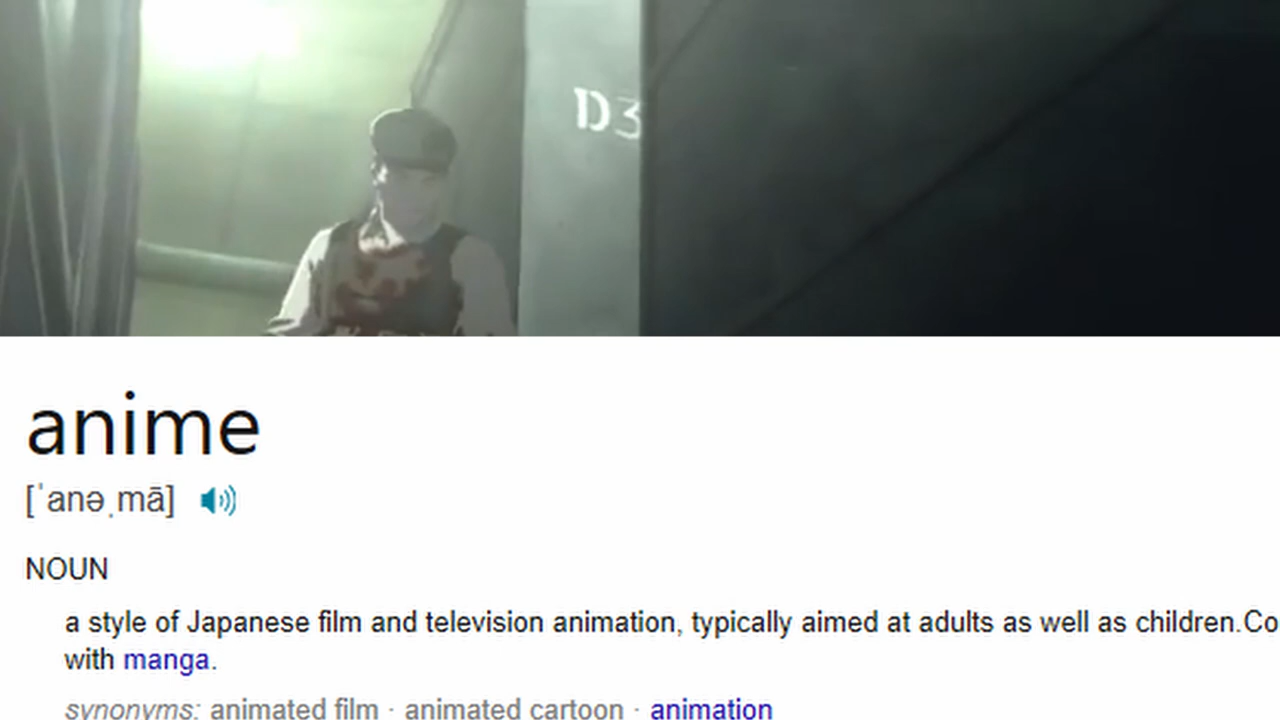 D3
anime
[ˈanəˌmā]
NOUN
a style of Japanese film and television animation, typically aimed at adults as well as children.Co
with manga.
synonyms: animated film · animated cartoon · animation